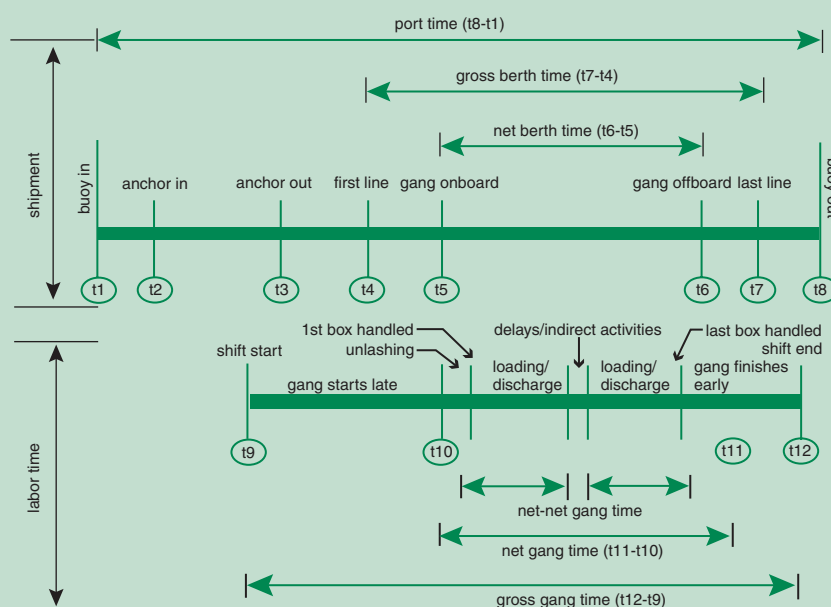 port time (t8-t1)
gross berth time (t7-t4)
net berth time (t6-t5)
shipment
buoy in
anchor in
anchor out
first line
gang onboard
gang offboard
last line
buoy out
t1
t2
t3
t4
t5
t6
t7
t8
labor time
shift start
1st box handled
unlashing
delays/indirect activities
last box handled
shift end
gang starts late
loading/
discharge
loading/
discharge
gang finishes
early
t9
t10
t11
t12
net-net gang time
net gang time (t11-t10)
gross gang time (t12-t9)